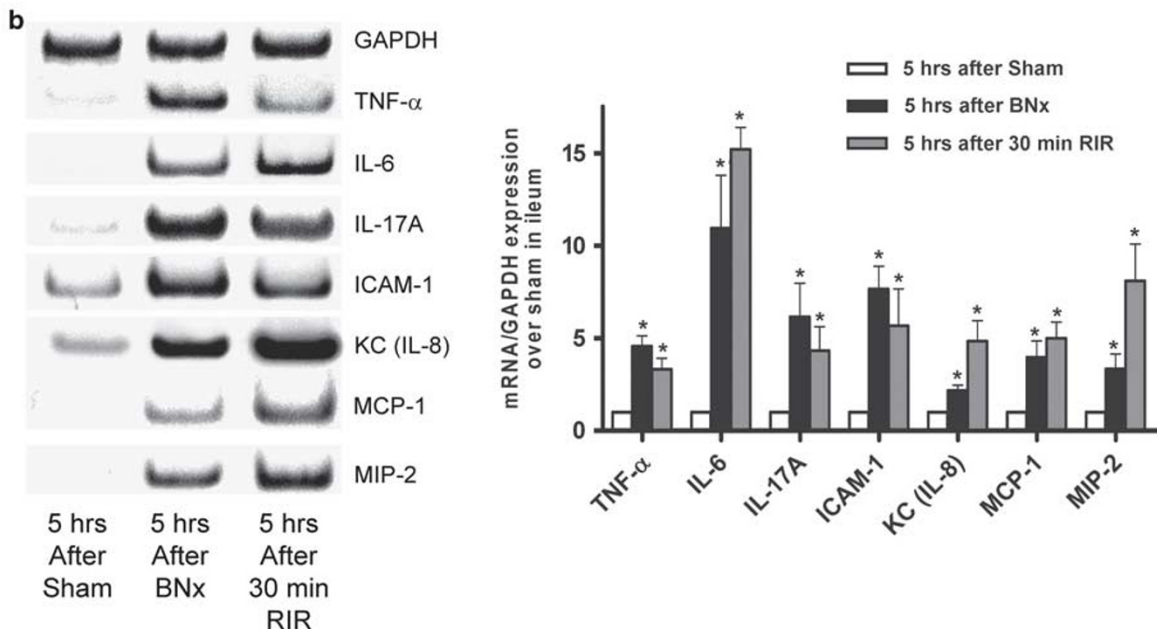 b
GAPDH
TNF-α
IL-6
IL-17A
ICAM-1
KC (IL-8)
MCP-1
MIP-2
5 hrs
After
Sham
5 hrs
After
BNx
5 hrs
After
30 min
RIR
5 hrs after Sham
5 hrs after BNx
5 hrs after 30 min RIR
mRNA/GAPDH expression
over sham in ileum
15
10
5
0
* * * * * * * * * * * * * *
TNF-α
IL-6
IL-17A
ICAM-1
KC (IL-8)
MCP-1
MIP-2